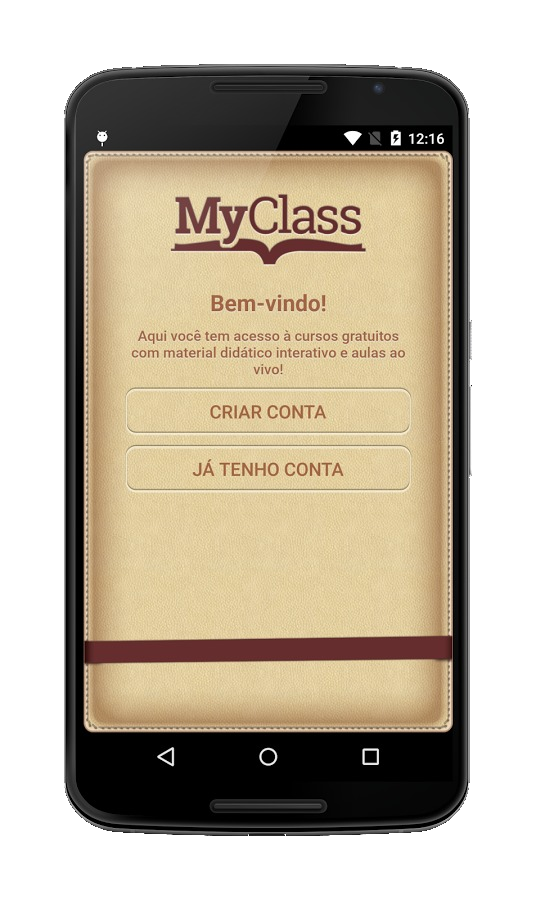 12:16
MyClass
Bem-vindo!
Aqui você tem acesso à cursos gratuitos
com material didático interativo e aulas ao
vivo!
CRIAR CONTA
JÁ TENHO CONTA